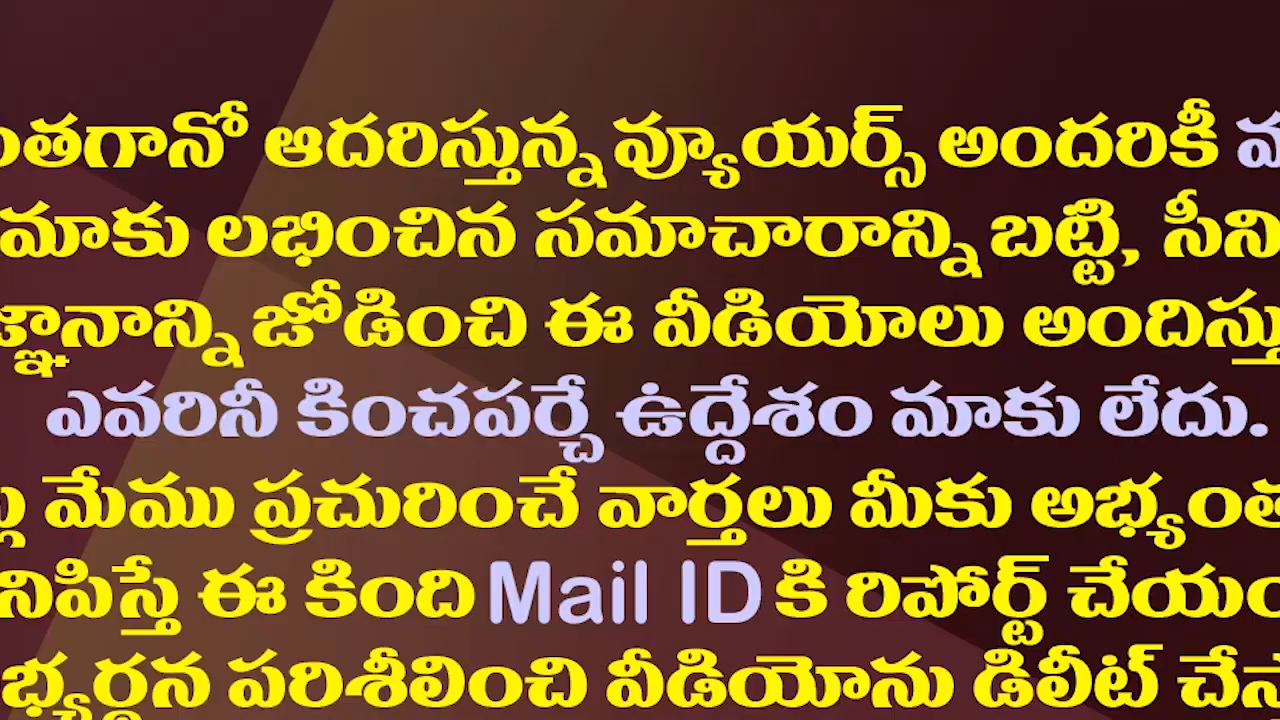 ంతగానో ఆదరిస్తున్న వ్యూయర్స్ అందరికీ
మాకు లభించిన సమాచారాన్ని బట్టి, సీని
జ్ఞానాన్ని జోడించి ఈ వీడియోలు అందిస్తు
ఎవరినీ కించపర్చే ఉద్దేశం మాకు లేదు.
మేము ప్రచురించే వార్తలు మీకు అభ్యంత
నిపిస్తే ఈ కింది Mail ID కి రిపోర్ట్ చేయం
భ్యర్థన పరిశీలించి వీడియోను డిలీట్ చేస